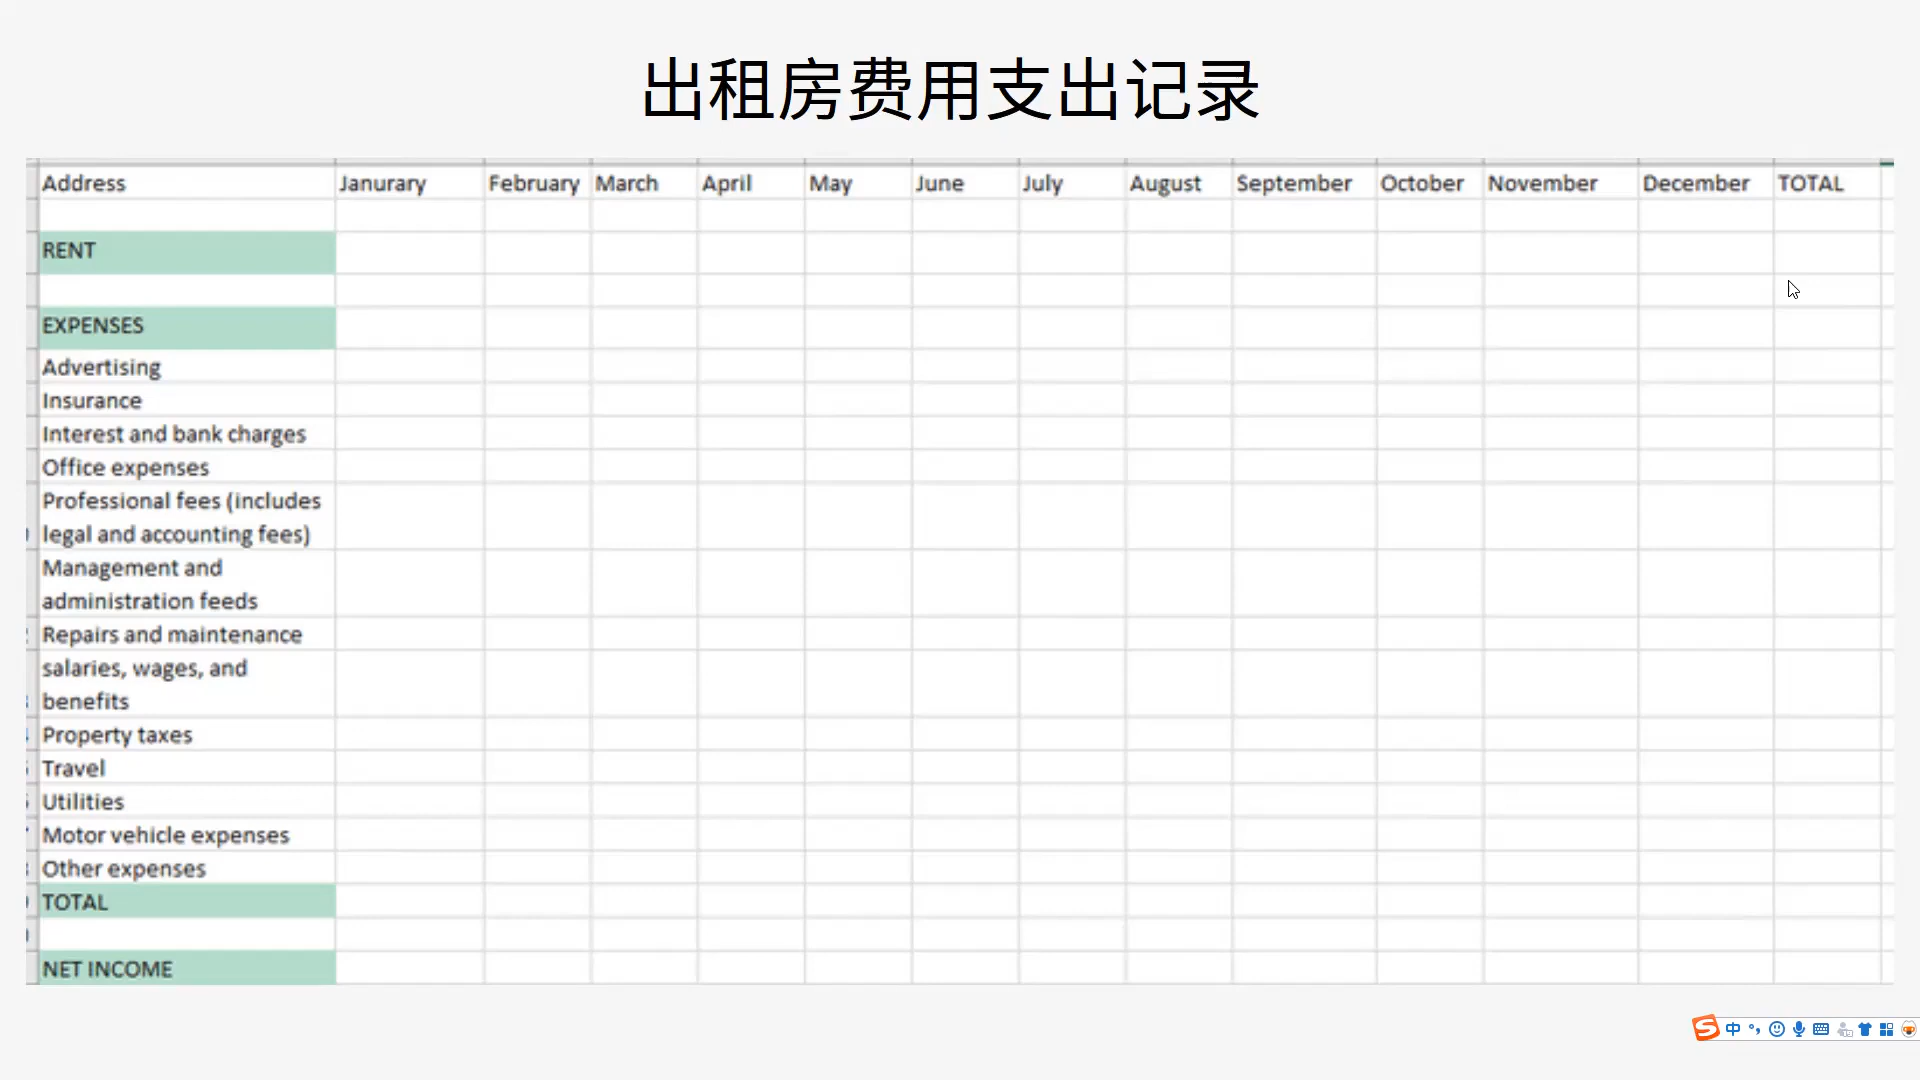 出租房费用支出记录
Address Janurary February March April May June July August September October November December TOTAL
RENT
EXPENSES
Advertising
Insurance
Interest and bank charges
Office expenses
Professional fees (includes
legal and accounting fees)
Management and
administration feeds
Repairs and maintenance
salaries, wages, and
benefits
Property taxes
Travel
Utilities
Motor vehicle expenses
Other expenses
TOTAL
NET INCOME
中